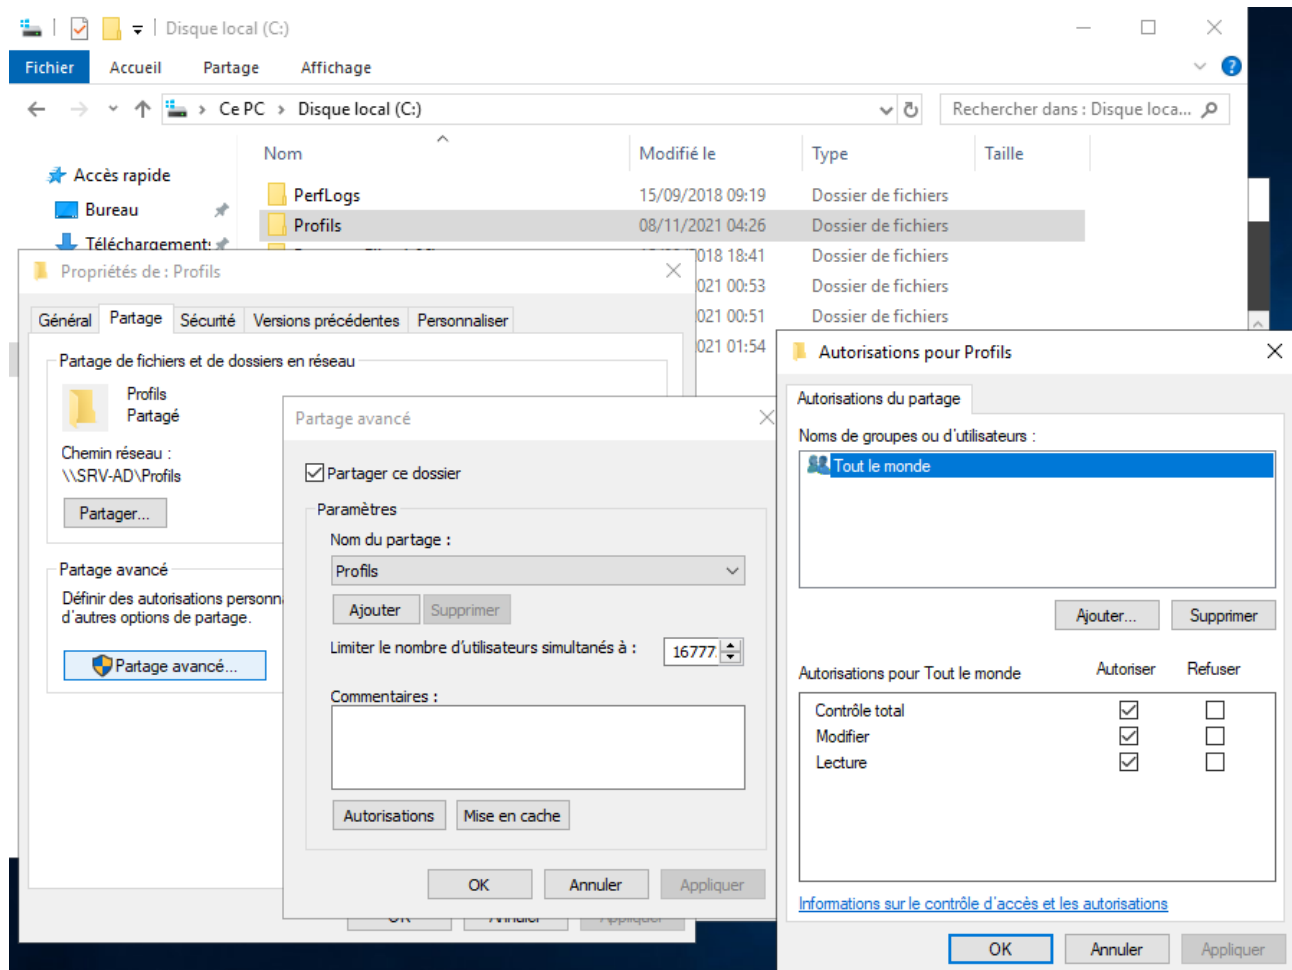 Disque local (C:)
Fichier Accueil Partage Affichage
Ce PC > Disque local (C:)
Rechercher dans : Disque loca...
Nom Modifié le Type Taille
Accès rapide
Bureau
Téléchargements
PerfLogs 15/09/2018 09:19 Dossier de fichiers
Profils 08/11/2021 04:26 Dossier de fichiers
018 18:41 Dossier de fichiers
021 00:53 Dossier de fichiers
021 00:51 Dossier de fichiers
021 01:54
Propriétés de : Profils
Général Partage Sécurité Versions précédentes Personnaliser
Partage de fichiers et de dossiers en réseau
Profils
Partagé
Chemin réseau :
\\SRV-AD\Profils
Partager...
Partage avancé
Définir des autorisations personn
d'autres options de partage.
Partage avancé...
Partage avancé
Partager ce dossier
Paramètres
Nom du partage :
Profils
Ajouter Supprimer
Limiter le nombre d'utilisateurs simultanés à : 16777
Commentaires :
Autorisations Mise en cache
OK Annuler Appliquer
OK Annuler Appliquer
Autorisations pour Profils
Autorisations du partage
Noms de groupes ou d'utilisateurs :
Tout le monde
Ajouter... Supprimer
Autorisations pour Tout le monde Autoriser Refuser
Contrôle total
Modifier
Lecture
Informations sur le contrôle d'accès et les autorisations
OK Annuler Appliquer